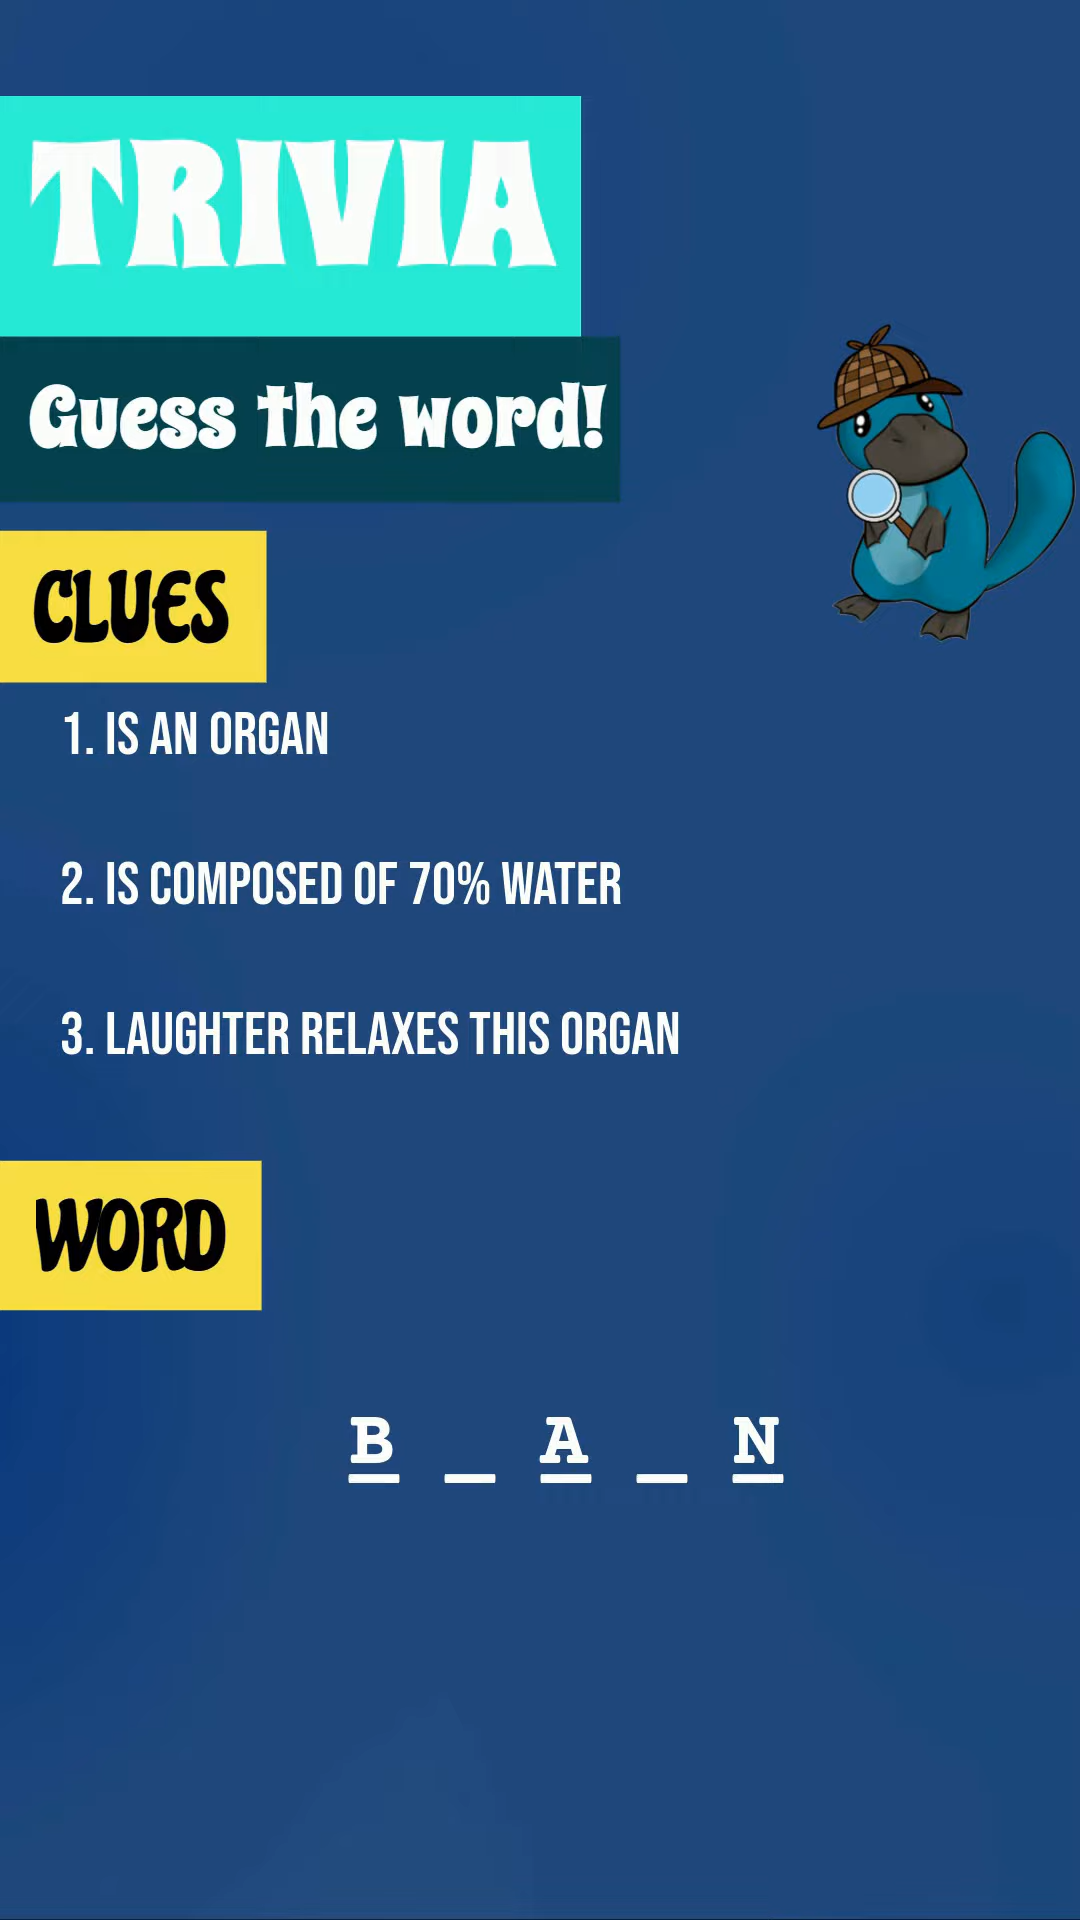 TRIVIA
Guess the word!
CLUES
1. IS AN ORGAN
2. IS COMPOSED OF 70% WATER
3. LAUGHTER RELAXES THIS ORGAN
WORD
B _ A _ N